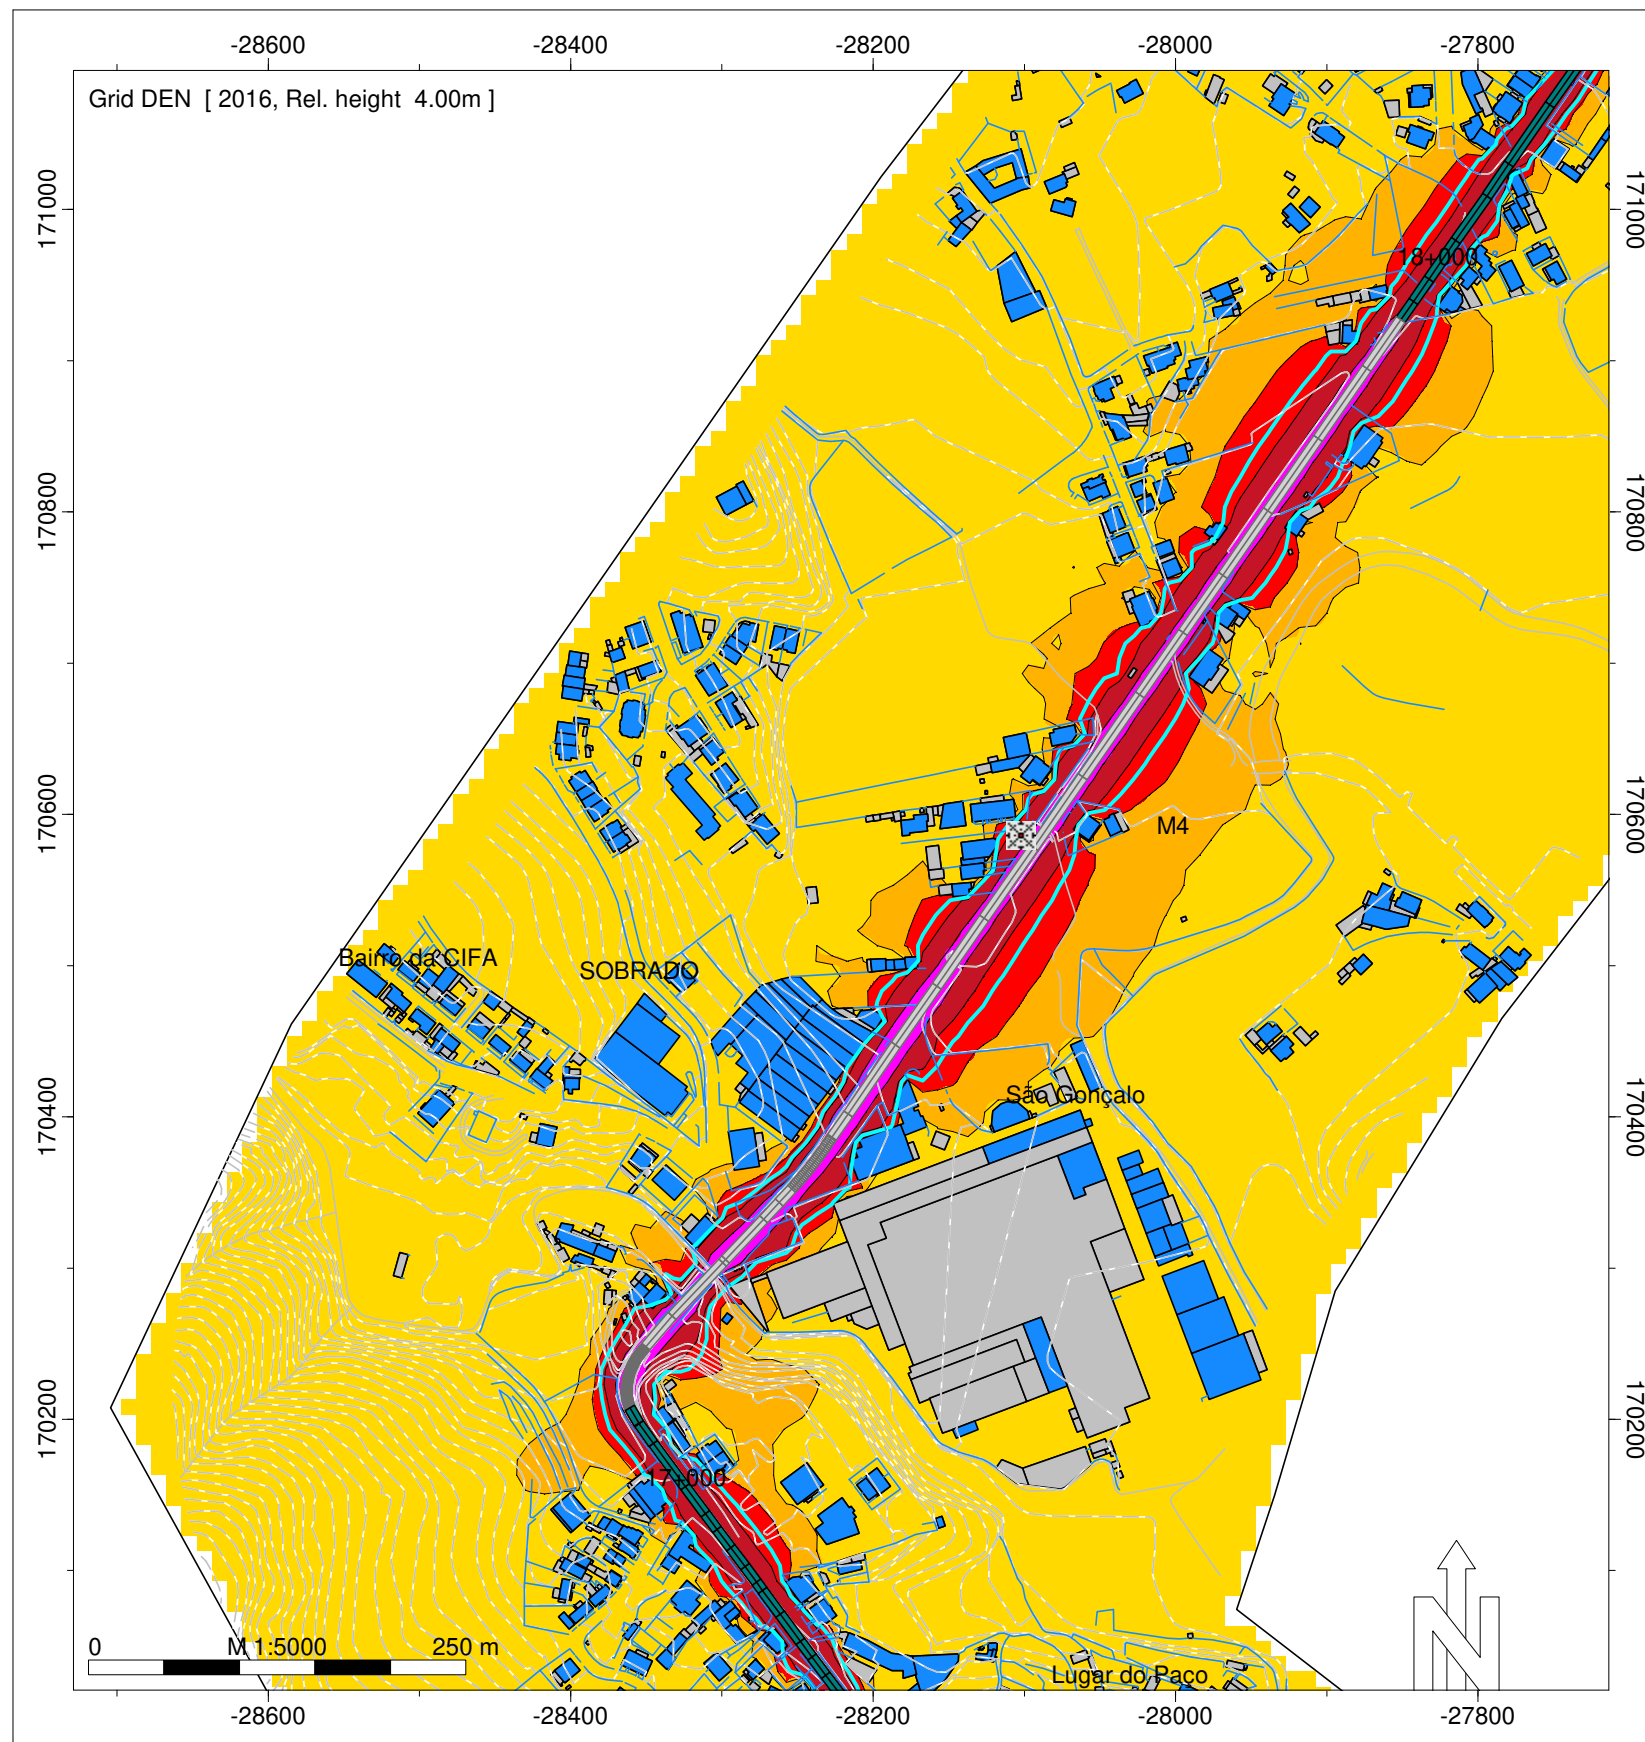 -28600 -28400 -28200 -28000 -27800
Grid DEN [ 2016, Rel. height 4.00m ]
171000 171000
18+000
170800 170800
170600 170600
M4
Bairro da CIFA
SOBRADO
São Gonçalo
170400 170400
170200 170200
17+000
0 M 1:5000 250 m
Lugar do Paço
N
-28600 -28400 -28200 -28000 -27800